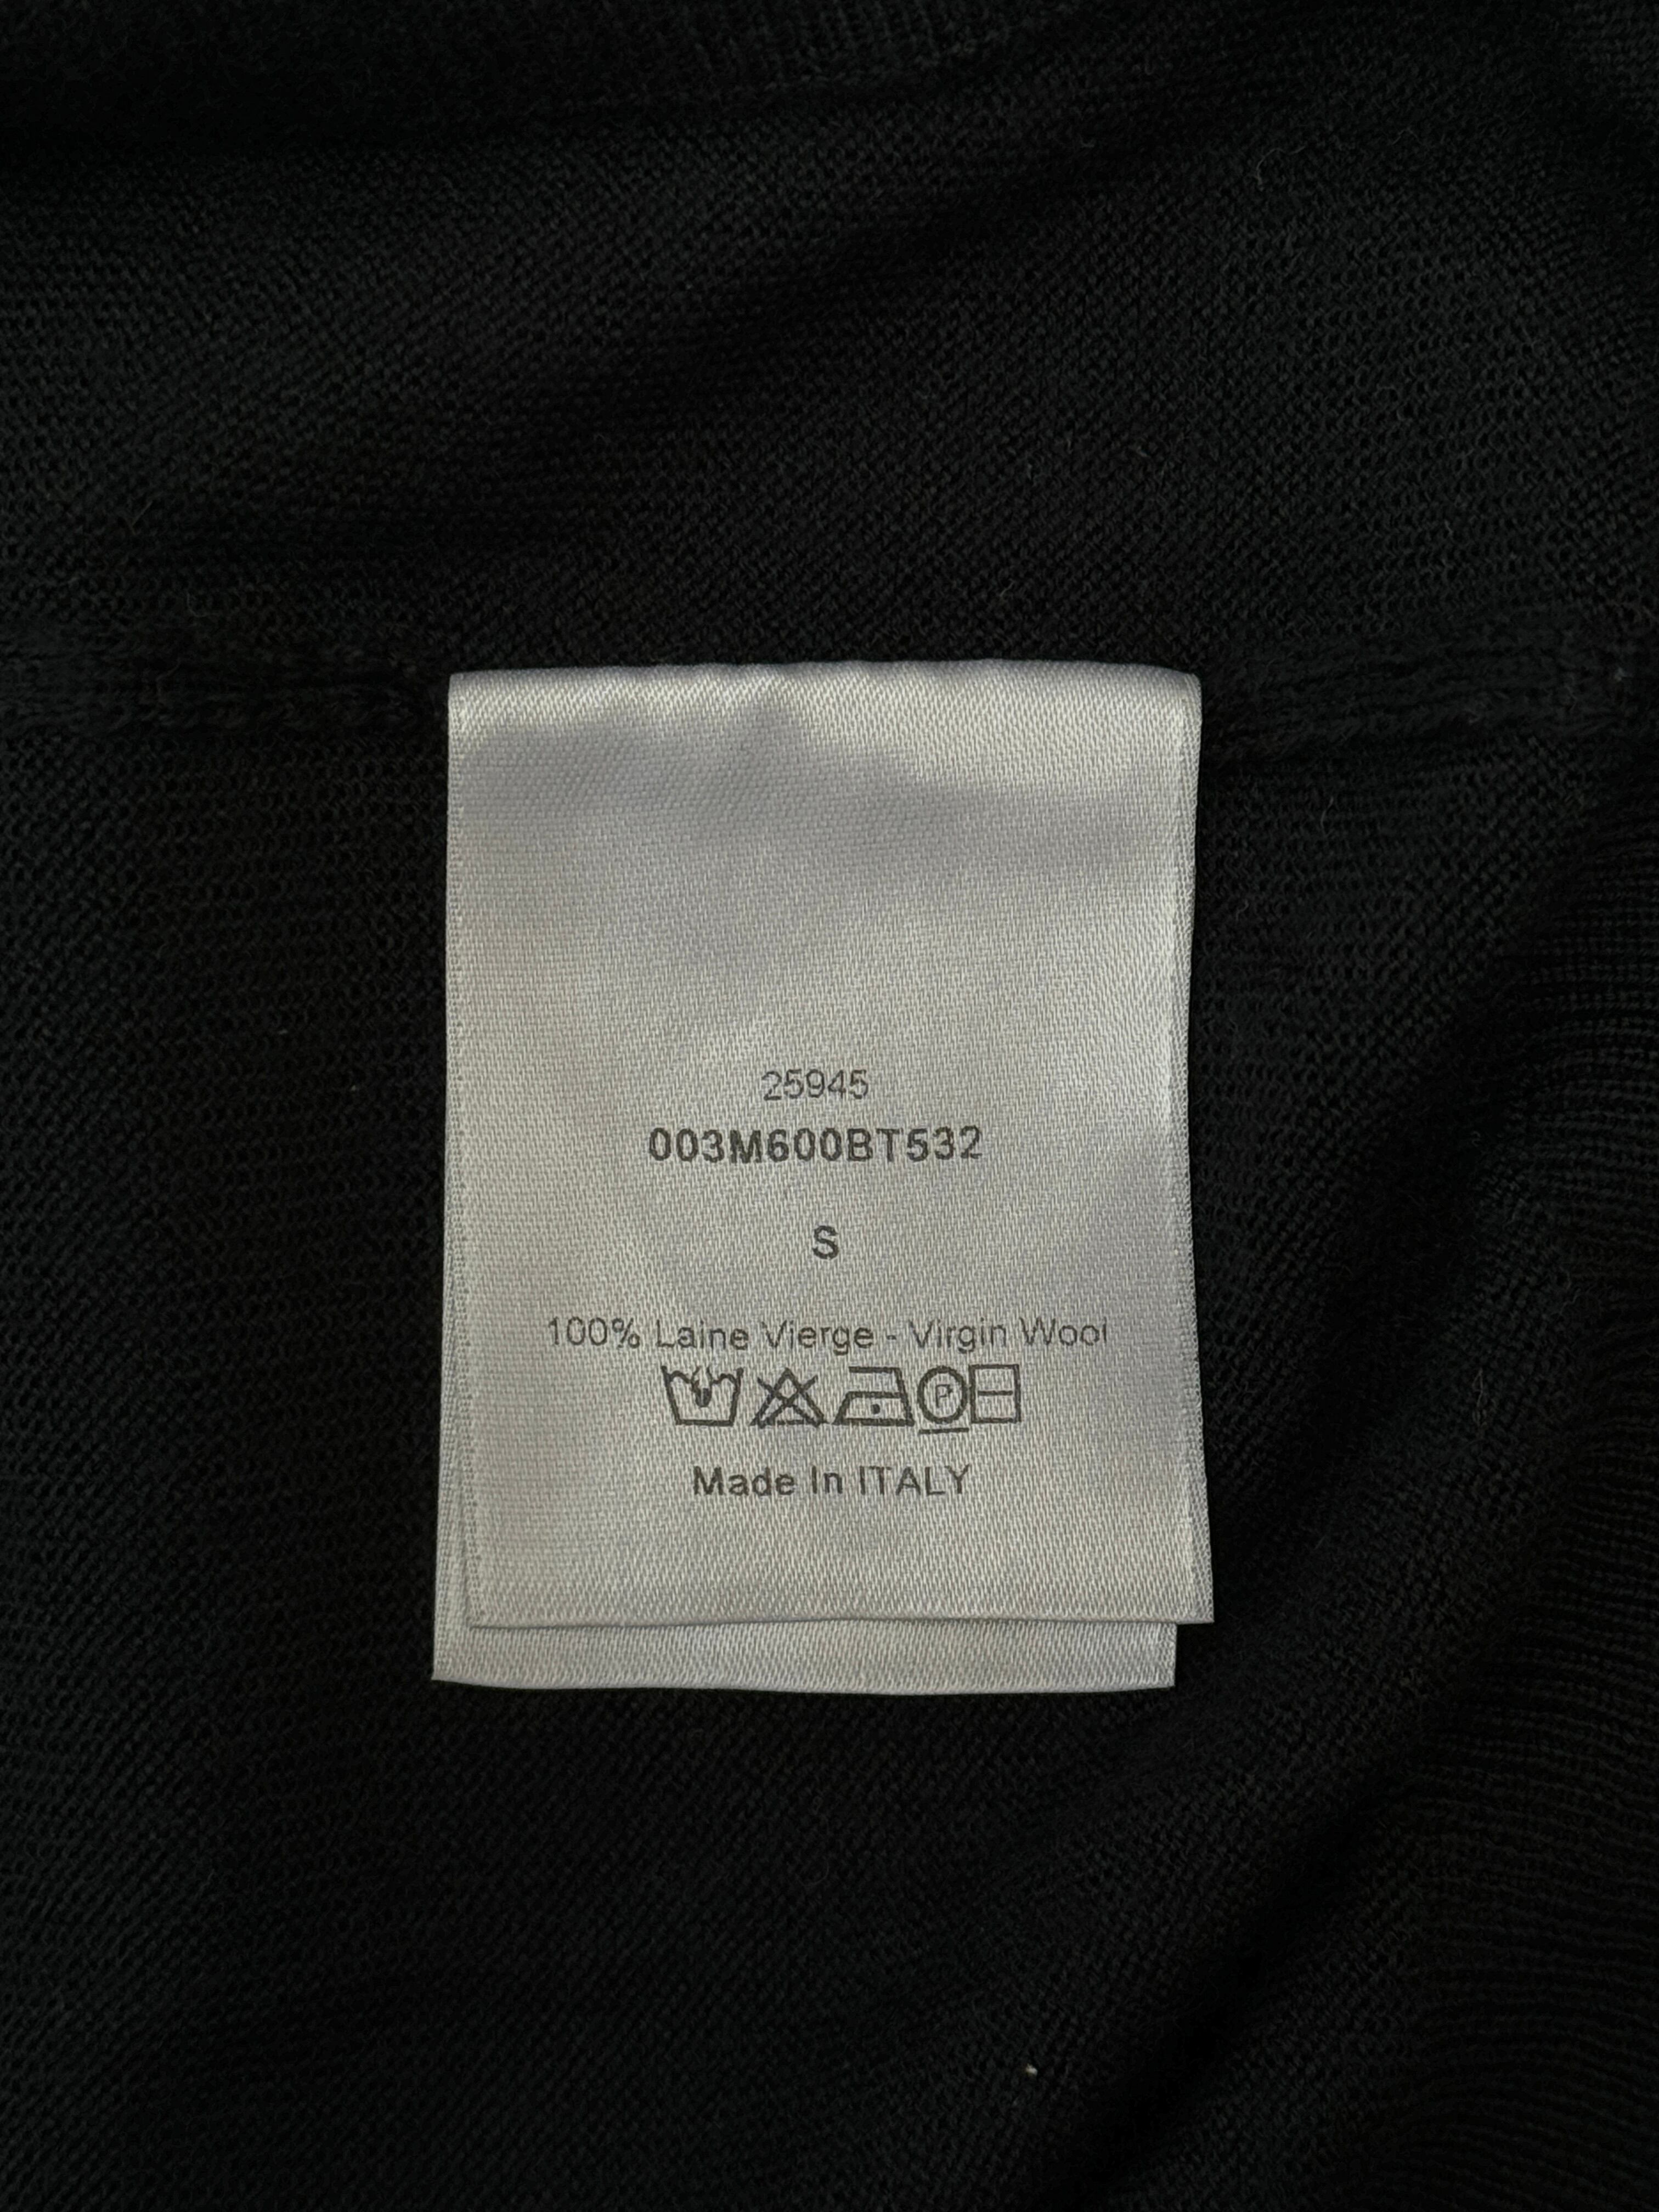 25945
003M600BT532
S
100% Laine Vierge - Virgin Wool
P
Made In ITALY